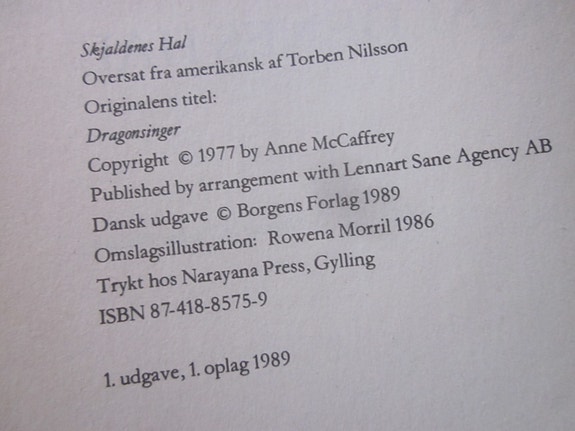 Skjaldenes Hal
Oversat fra amerikansk af Torben Nilsson
Originalens titel:
Dragonsinger
Copyright © 1977 by Anne McCaffrey
Published by arrangement with Lennart Sane Agency AB
Dansk udgave © Borgens Forlag 1989
Omslagsillustration: Rowena Morril 1986
Trykt hos Narayana Press, Gylling
ISBN 87-418-8575-9
1. udgave, 1. oplag 1989